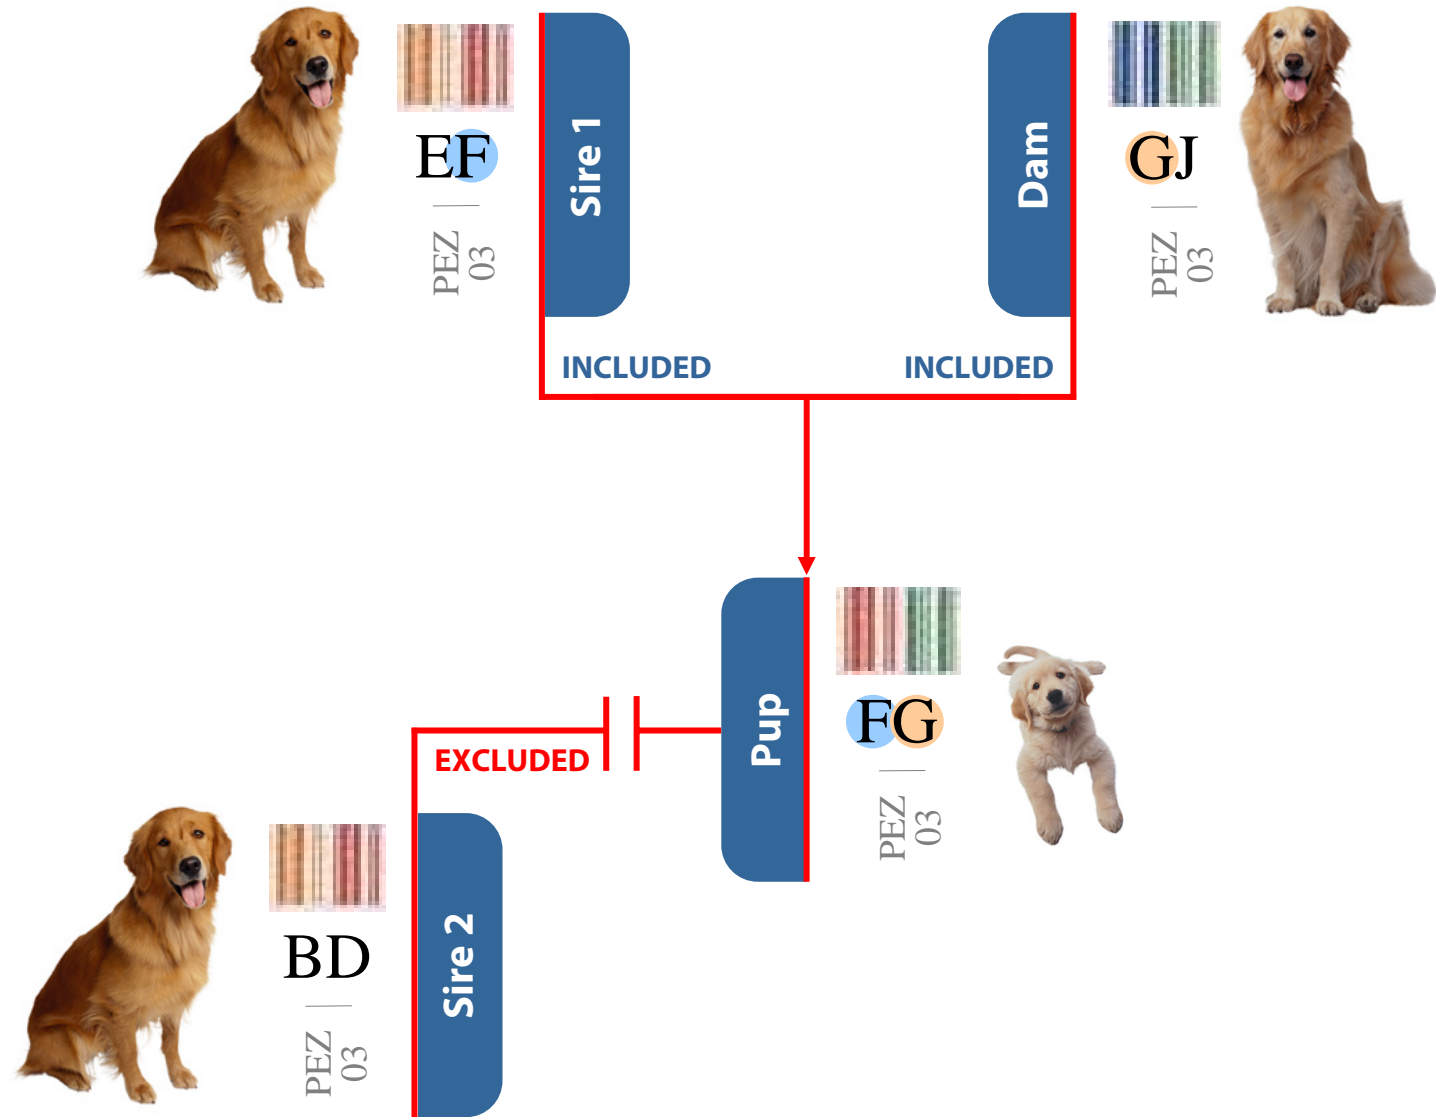 Sire 1
EF
PEZ
03
Dam
GJ
PEZ
03
INCLUDED
INCLUDED
Pup
FG
PEZ
03
EXCLUDED
Sire 2
BD
PEZ
03